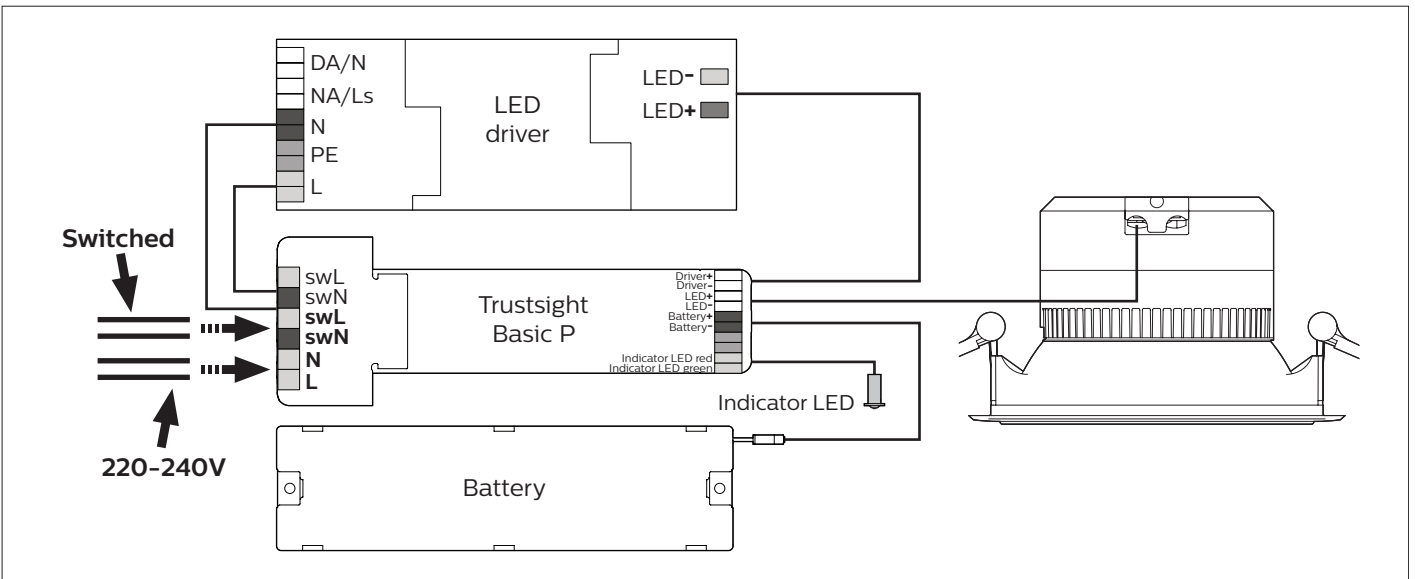 DA/N
NA/Ls
N
PE
L
LED
driver
LED-
LED+
Switched
220-240V
swL
swN
swL
swN
N
L
Trustsight
Basic P
Driver+
Driver-
LED+
LED-
Battery+
Battery-
Indicator LED red
Indicator LED green
Indicator LED
Battery